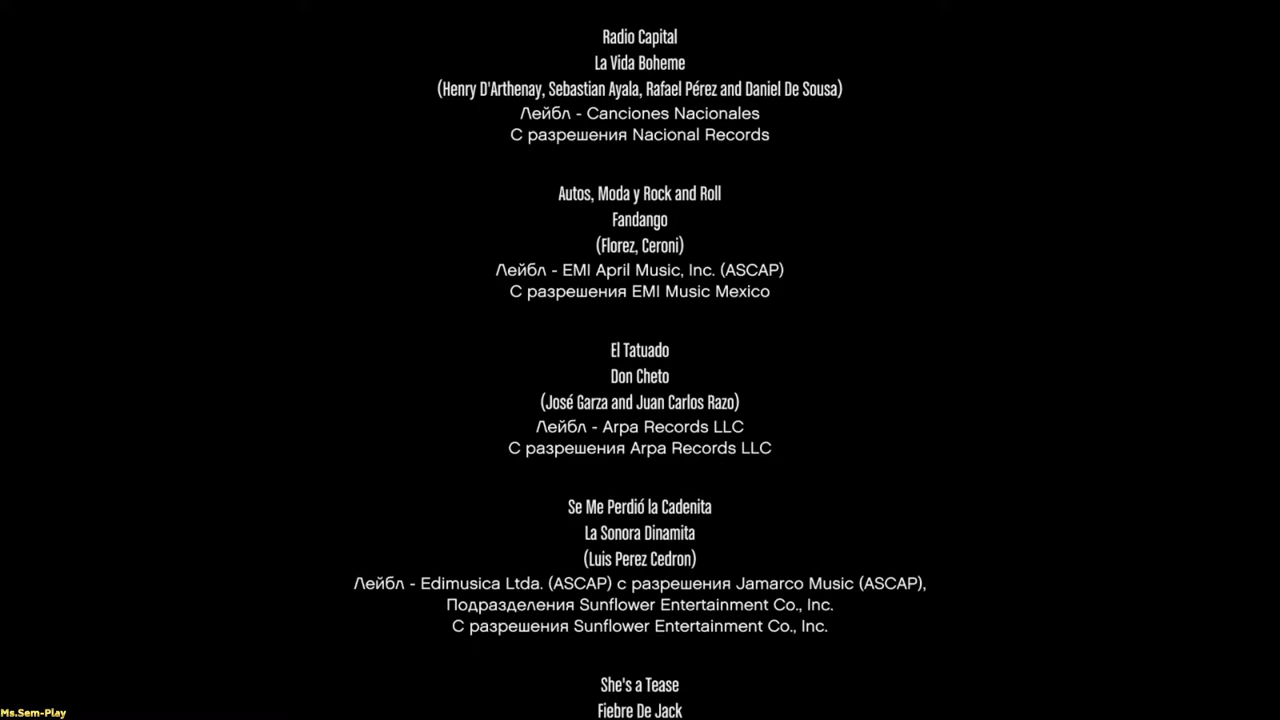 Radio Capital
La Vida Boheme
(Henry D'Arthenay, Sebastian Ayala, Rafael Pérez and Daniel De Sousa)
Лейбл - Canciones Nacionales
С разрешения Nacional Records
Autos, Moda y Rock and Roll
Fandango
(Florez, Ceroni)
Лейбл - EMI April Music, Inc. (ASCAP)
С разрешения EMI Music Mexico
El Tatuado
Don Cheto
(José Garza and Juan Carlos Razo)
Лейбл - Arpa Records LLC
С разрешения Arpa Records LLC
Se Me Perdió la Cadenita
La Sonora Dinamita
(Luis Perez Cedron)
Лейбл - Edimusica Ltda. (ASCAP) с разрешения Jamarco Music (ASCAP),
Подразделения Sunflower Entertainment Co., Inc.
С разрешения Sunflower Entertainment Co., Inc.
She's a Tease
Fiebre De Jack
Ms.Sem-Play